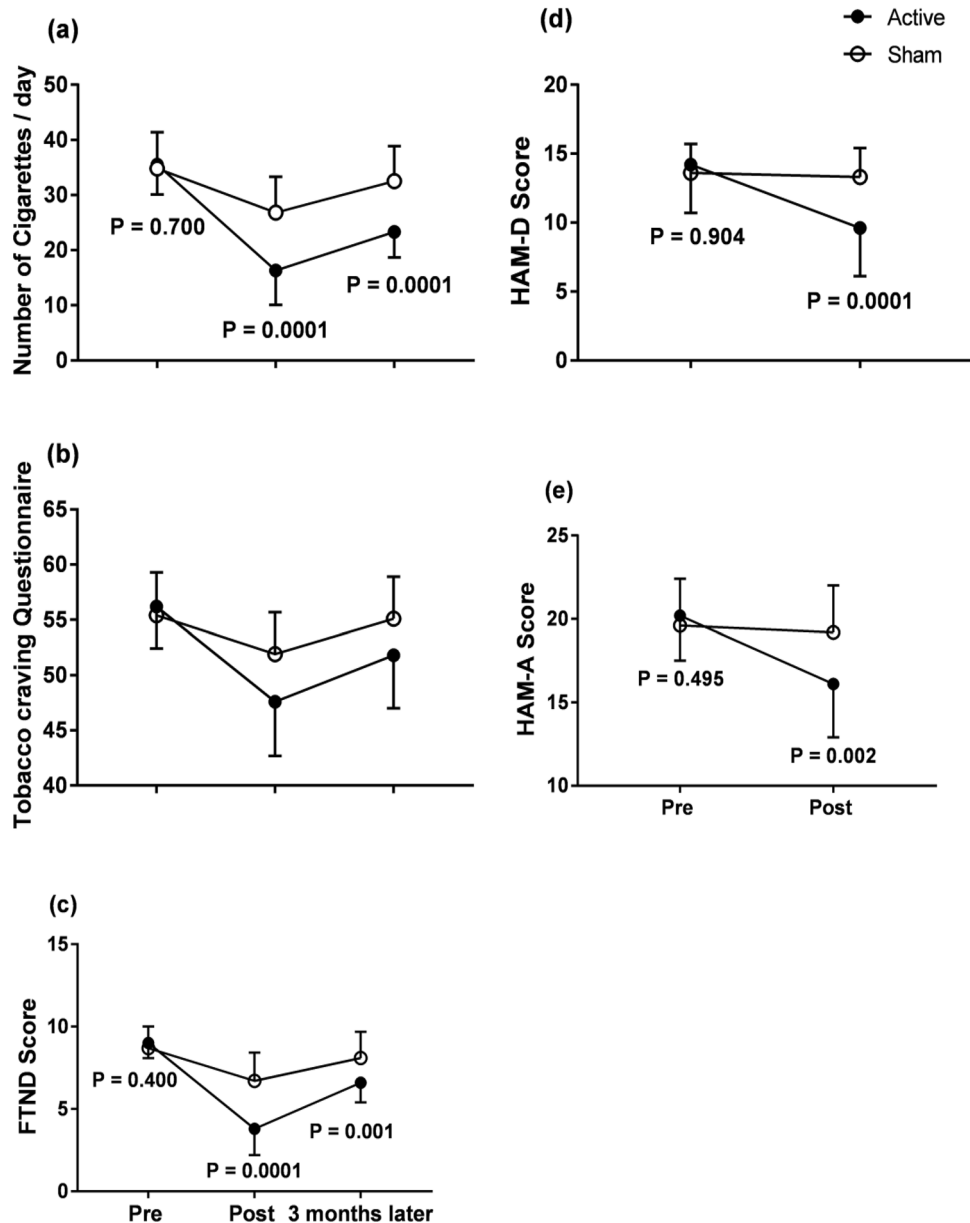 (a)
Number of Cigarettes / day
50
40
30
20
10
0
P = 0.700
P = 0.0001
P = 0.0001
(b)
Tobacco craving Questionnaire
65
60
55
50
45
40
(c)
FTND Score
15
10
5
0
P = 0.400
P = 0.0001
P = 0.001
Pre
Post
3 months later
Active
Sham
(d)
HAM-D Score
20
15
10
5
0
P = 0.904
P = 0.0001
(e)
HAM-A Score
25
20
15
10
P = 0.495
P = 0.002
Pre
Post